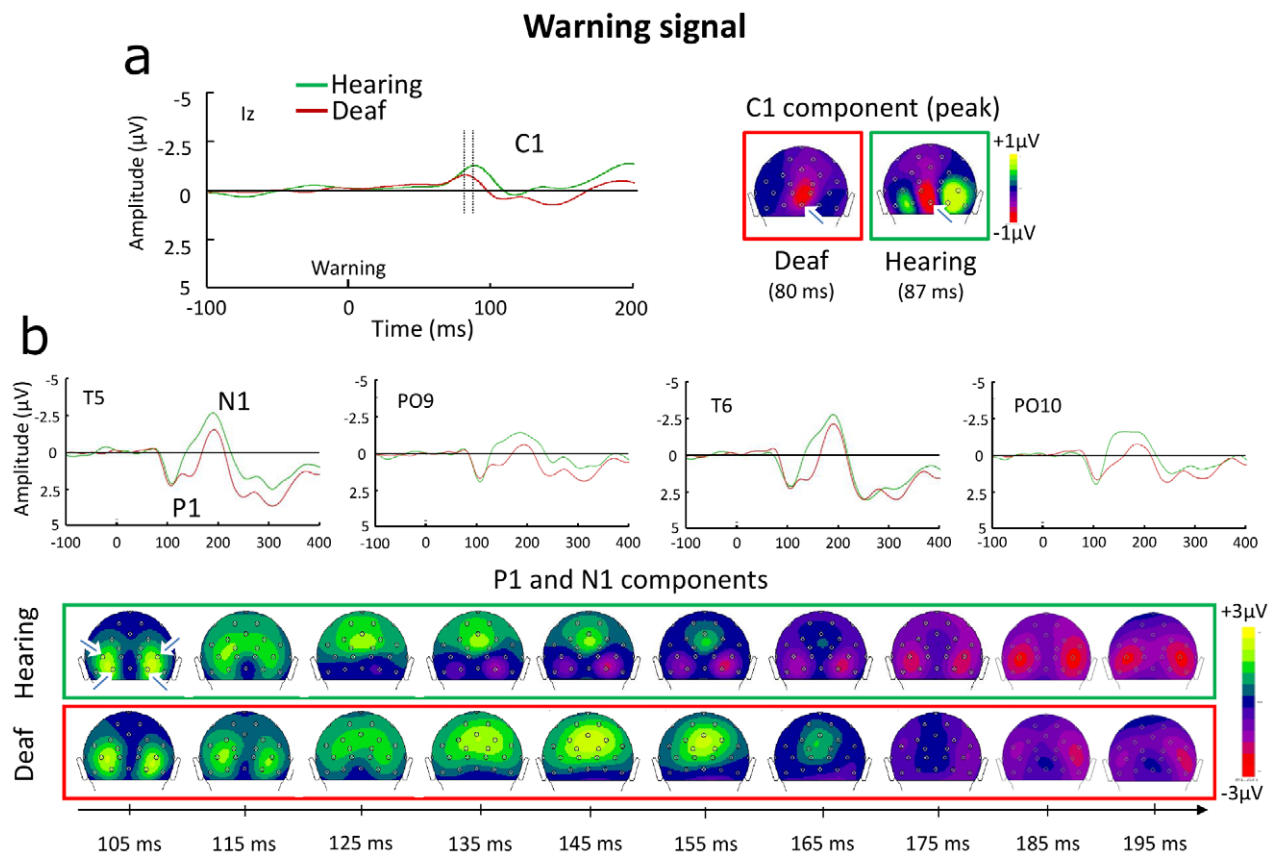 Warning signal
a
Hearing
Deaf
Iz
C1
Amplitude (µV)
-5
-2.5
0
2.5
5
Warning
-100
0
100
200
Time (ms)
C1 component (peak)
+1µV
-1µV
Deaf
(80 ms)
Hearing
(87 ms)
b
Amplitude (µV)
-5
-2.5
0
2.5
5
T5
N1
P1
-100 0 100 200 300 400
-5
-2.5
0
2.5
5
PO9
-100 0 100 200 300 400
-5
-2.5
0
2.5
5
T6
-100 0 100 200 300 400
-5
-2.5
0
2.5
5
PO10
-100 0 100 200 300 400
P1 and N1 components
Hearing
Deaf
+3µV
-3µV
105 ms 115 ms 125 ms 135 ms 145 ms 155 ms 165 ms 175 ms 185 ms 195 ms